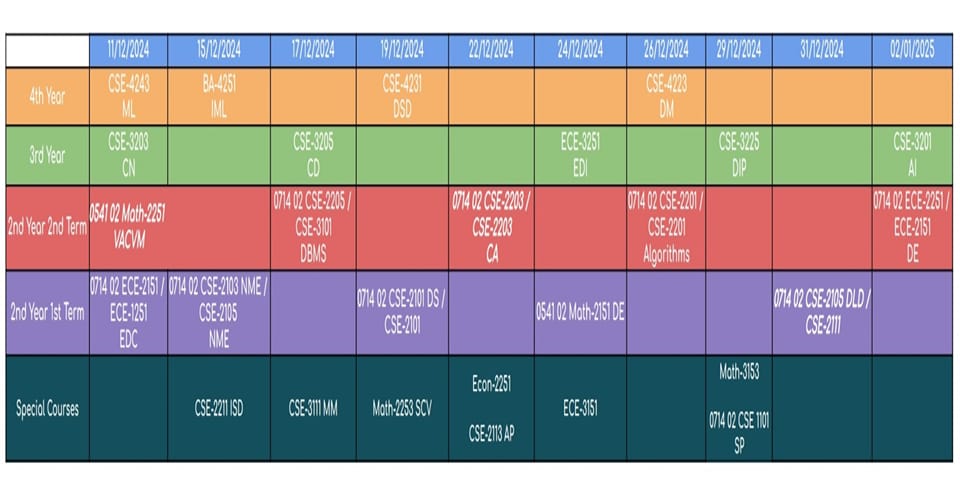 11/12/2024 15/12/2024 17/12/2024 19/12/2024 22/12/2024 24/12/2024 26/12/2024 29/12/2024 31/12/2024 02/01/2025
4th Year
CSE-4243
ML
BA-4251
IML
CSE-4231
DSD
CSE-4223
DM
3rd Year
CSE-3203
CN
CSE-3205
CD
ECE-3251
EDI
CSE-3225
DIP
CSE-3201
AI
2nd Year 2nd Term
0541 02 Math-2251
VACVM
0714 02 CSE-2205 /
CSE-3101
DBMS
0714 02 CSE-2203 /
CSE-2203
CA
0714 02 CSE-2201 /
CSE-2201
Algorithms
0714 02 ECE-2251 /
ECE-2151
DE
2nd Year 1st Term
0714 02 ECE-2151 /
ECE-1251
EDC
0714 02 CSE-2103 NME /
CSE-2105
NME
0714 02 CSE-2101 DS /
CSE-2101
0541 02 Math-2151 DE
0714 02 CSE-2105 DLD /
CSE-2111
Special Courses
CSE-2211 ISD
CSE-3111 MM
Math-2253 SCV
Econ-2251
CSE-2113 AP
ECE-3151
Math-3153
0714 02 CSE 1101
SP